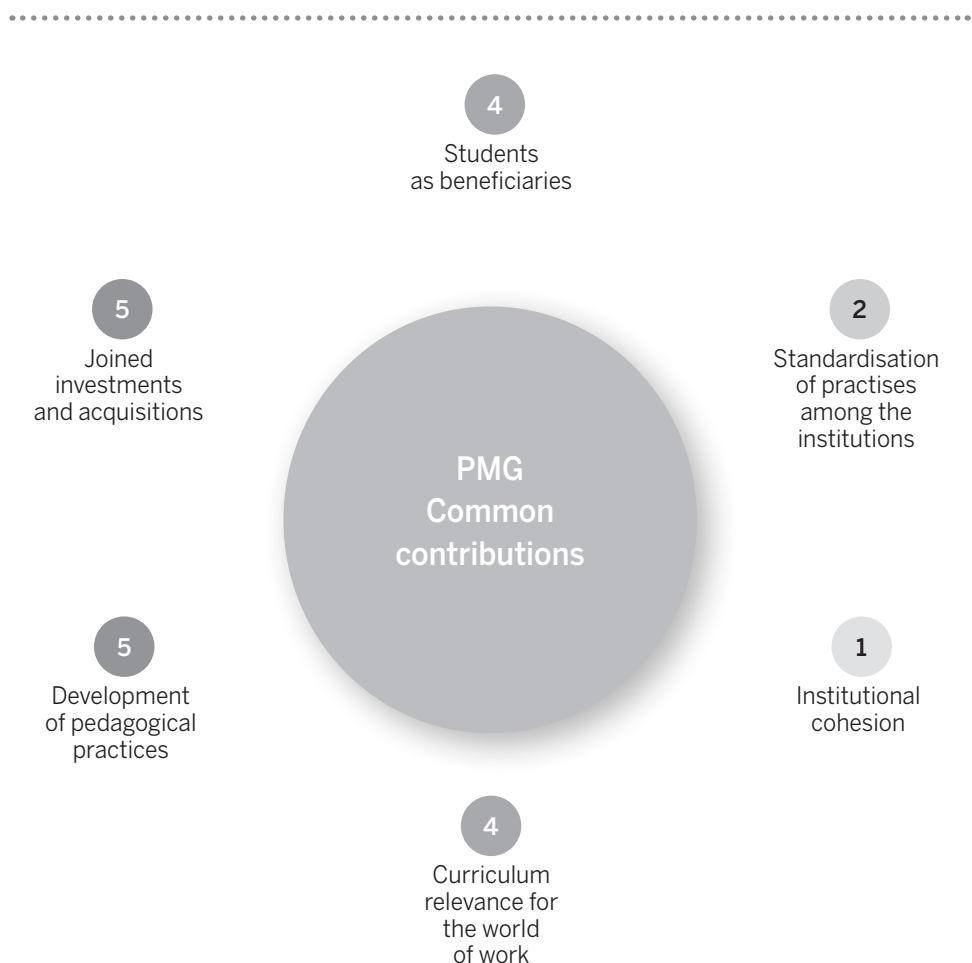 4
Students
as beneficiaries
5
Joined
investments
and acquisitions
2
Standardisation
of practises
among the
institutions
PMG
Common
contributions
5
Development
of pedagogical
practices
1
Institutional
cohesion
4
Curriculum
relevance for
the world
of work